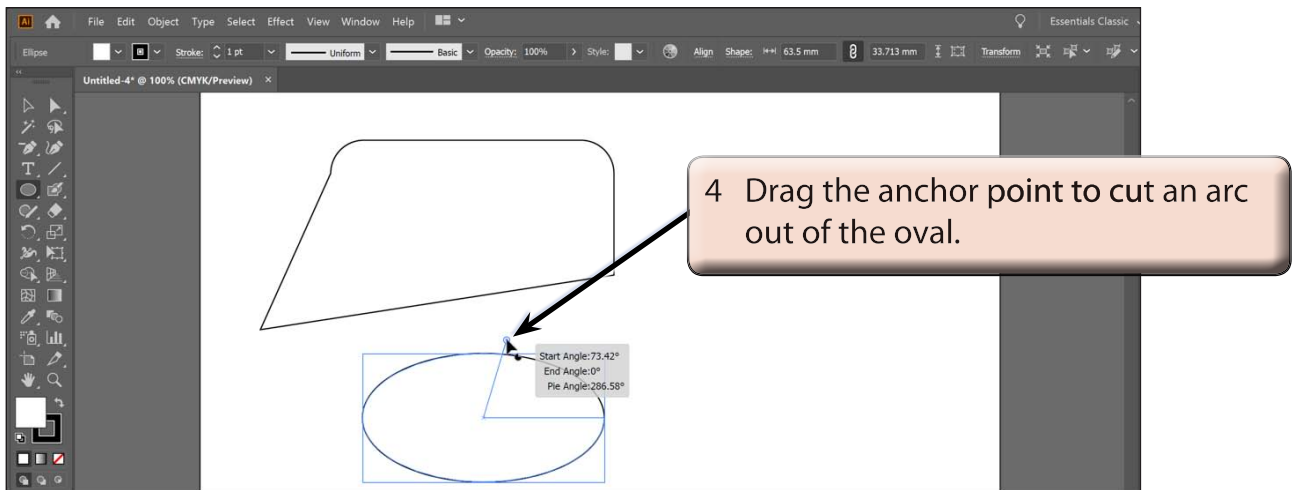 Ai File Edit Object Type Select Effect View Window Help Essentials Classic
Ellipse Stroke: 1 pt Uniform Basic Opacity: 100% Style: Align Shape: 63.5 mm 33.713 mm Transform
Untitled-4* @ 100% (CMYK/Preview) ×
4 Drag the anchor point to cut an arc
out of the oval.
Start Angle:73.42°
End Angle:0°
Pie Angle:286.58°